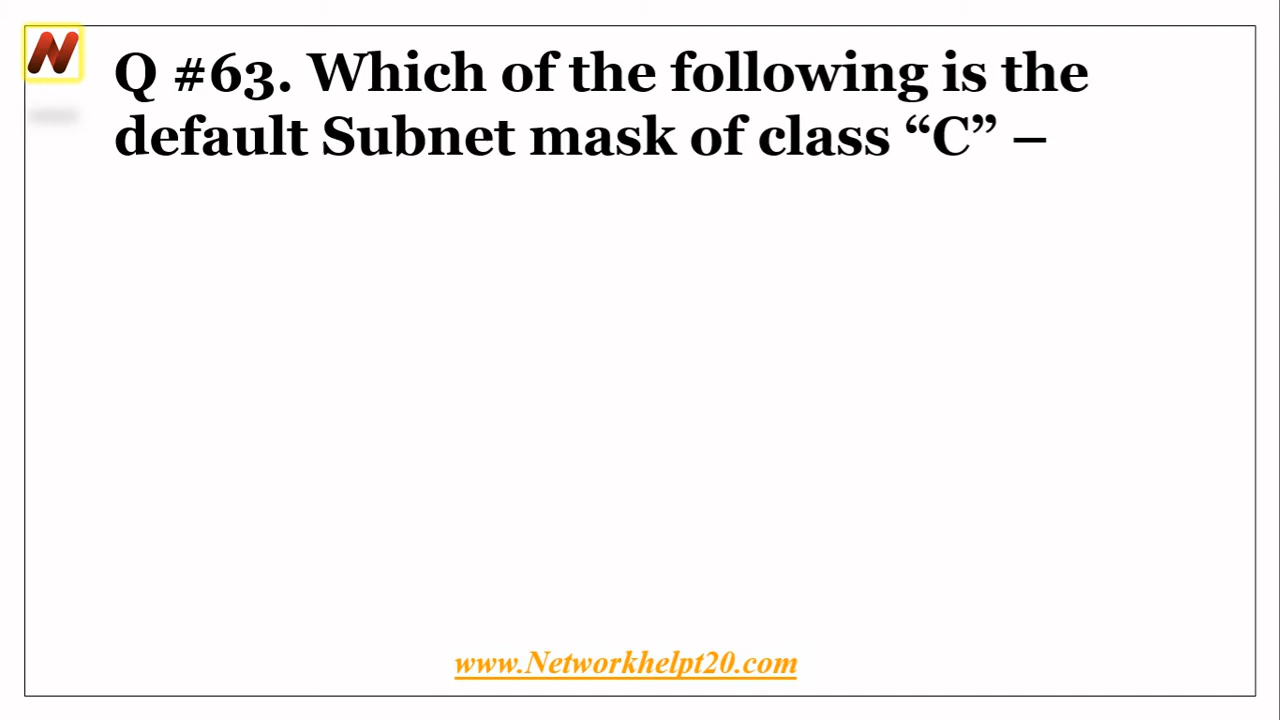 Q #63. Which of the following is the
default Subnet mask of class “C” –
www.Networkhelpt20.com